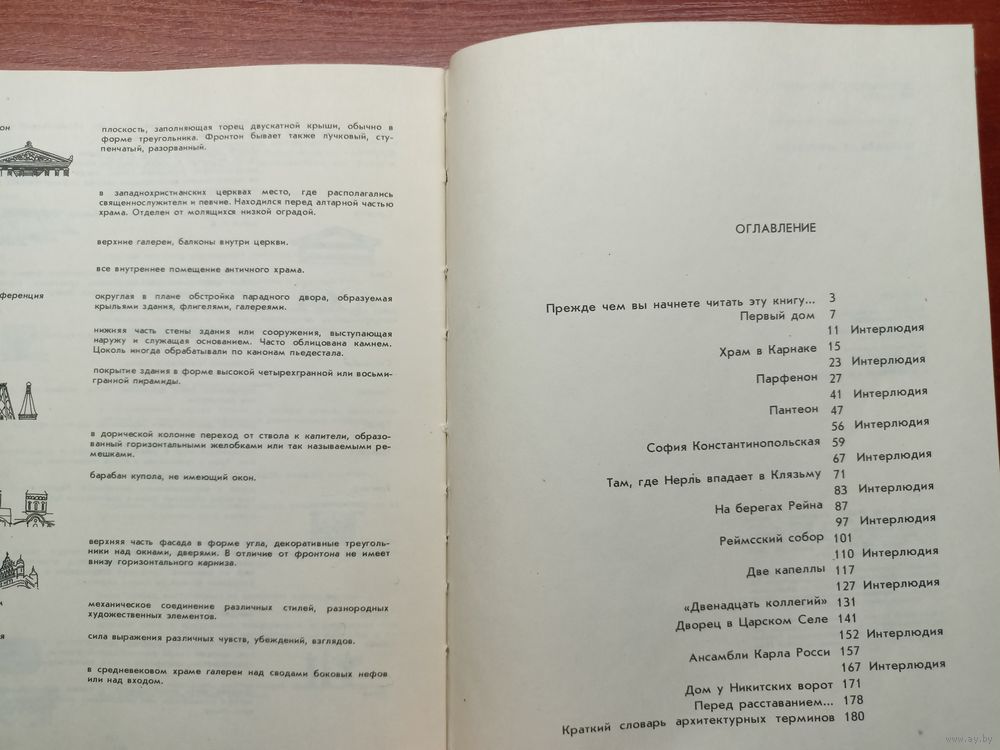 он
плоскость, заполняющая торец двускатной крыши, обычно в
форме треугольника. Фронтон бывает также лучковый, сту-
пенчатый, разорванный.
в западнохристианских церквах место, где располагались
священнослужители и певчие. Находился перед алтарной частью
храма. Отделен от молящихся низкой оградой.
верхние галереи, балконы внутри церкви.
все внутреннее помещение античного храма.
ференция
округлая в плане обстройка парадного двора, образуемая
крыльями здания, флигелями, галереями.
нижняя часть стены здания или сооружения, выступающая
наружу и служащая основанием. Часто облицована камнем.
Цоколь иногда обрабатывали по канонам пьедестала.
покрытие здания в форме высокой четырехгранной или восьми-
гранной пирамиды.
в дорической колонне переход от ствола к капители, образо-
ванный горизонтальными желобками или так называемыми ре-
мешками.
барабан купола, не имеющий окон.
верхняя часть фасада в форме угла, декоративные треуголь-
ники над окнами, дверями. В отличие от фронтона не имеет
внизу горизонтального карниза.
механическое соединение различных стилей, разнородных
художественных элементов.
сила выражения различных чувств, убеждений, взглядов.
в средневековом храме галереи над сводами боковых нефов
или над входом.
ОГЛАВЛЕНИЕ
Прежде чем вы начнете читать эту книгу... 3
Первый дом 7
11 Интерлюдия
Храм в Карнаке 15
23 Интерлюдия
Парфенон 27
41 Интерлюдия
Пантеон 47
56 Интерлюдия
София Константинопольская 59
67 Интерлюдия
Там, где Нерль впадает в Клязьму 71
83 Интерлюдия
На берегах Рейна 87
97 Интерлюдия
Реймсский собор 101
110 Интерлюдия
Две капеллы 117
127 Интерлюдия
«Двенадцать коллегий» 131
Дворец в Царском Селе 141
152 Интерлюдия
Ансамбли Карла Росси 157
167 Интерлюдия
Дом у Никитских ворот 171
Перед расставанием... 178
Краткий словарь архитектурных терминов 180
www.ay.by